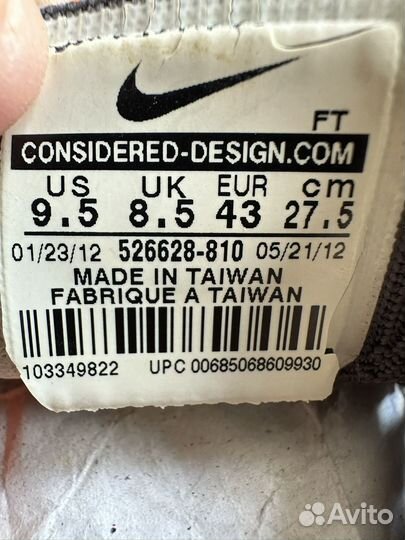 FT
CONSIDERED-DESIGN.COM
US UK EUR cm
9.5 8.5 43 27.5
01/23/12 526628-810 05/21/12
MADE IN TAIWAN
FABRIQUE A TAIWAN
103349822 UPC 00685068609930
Avito